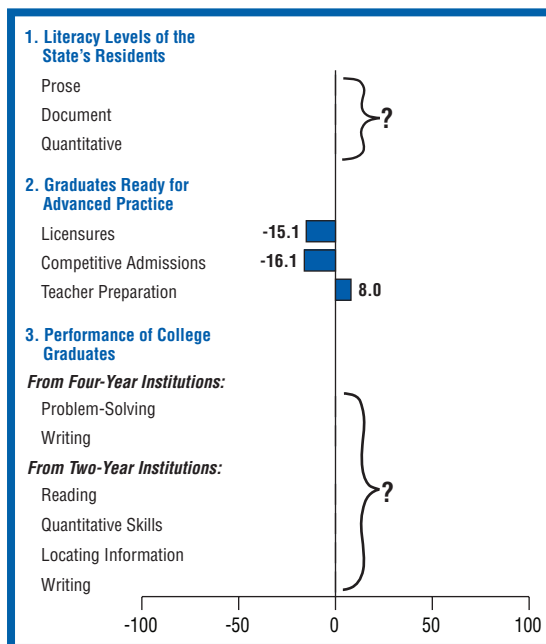 1. Literacy Levels of the
State's Residents
Prose
Document
Quantitative
?
2. Graduates Ready for
Advanced Practice
Licensures
-15.1
Competitive Admissions
-16.1
Teacher Preparation
8.0
3. Performance of College
Graduates
From Four-Year Institutions:
Problem-Solving
Writing
From Two-Year Institutions:
?
Reading
Quantitative Skills
Locating Information
Writing
-100 -50 0 50 100